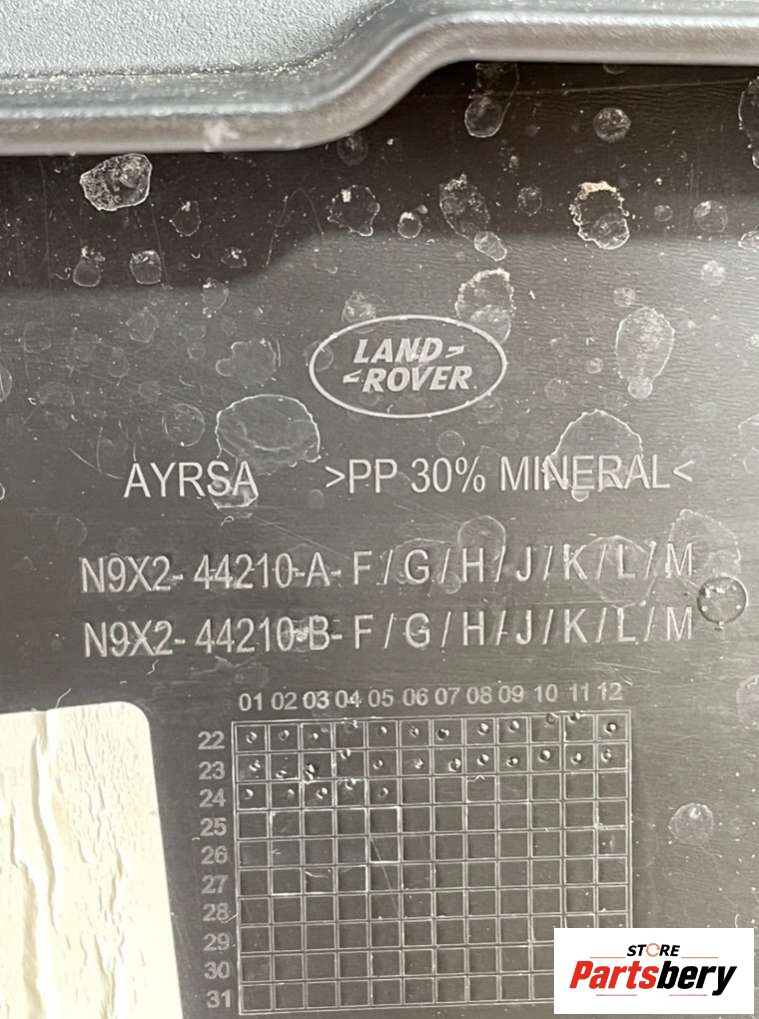 LAND-
-ROVER
AYRSA >PP 30% MINERAL<
N9X2-44210-A-F/G/H/J/K/L/M
N9X2-44210-B-F/G/H/J/K/L/M
01 02 03 04 05 06 07 08 09 10 11 12
22
23
24
25
26
27
28
29
30
31
STORE
Partsbery